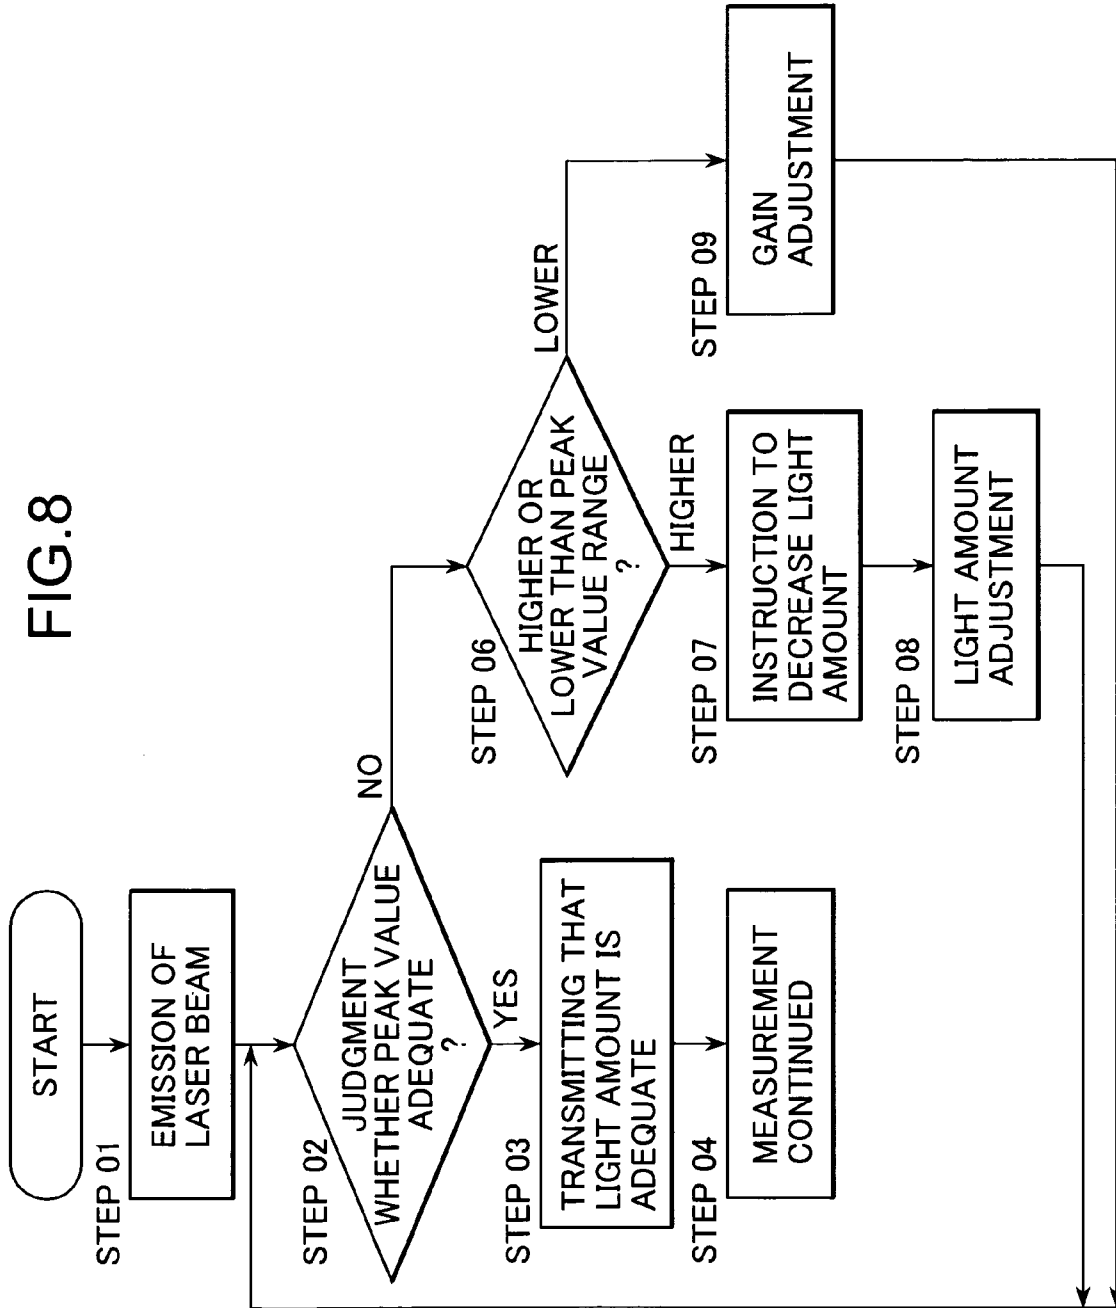 FIG.8
START
STEP 01
EMISSION OF
LASER BEAM
STEP 02
JUDGMENT
WHETHER PEAK VALUE
ADEQUATE
?
NO
YES
STEP 03
TRANSMITTING THAT
LIGHT AMOUNT IS
ADEQUATE
STEP 04
MEASUREMENT
CONTINUED
STEP 06
HIGHER OR
LOWER THAN PEAK
VALUE RANGE
?
LOWER
HIGHER
STEP 07
INSTRUCTION TO
DECREASE LIGHT
AMOUNT
STEP 08
LIGHT AMOUNT
ADJUSTMENT
STEP 09
GAIN
ADJUSTMENT